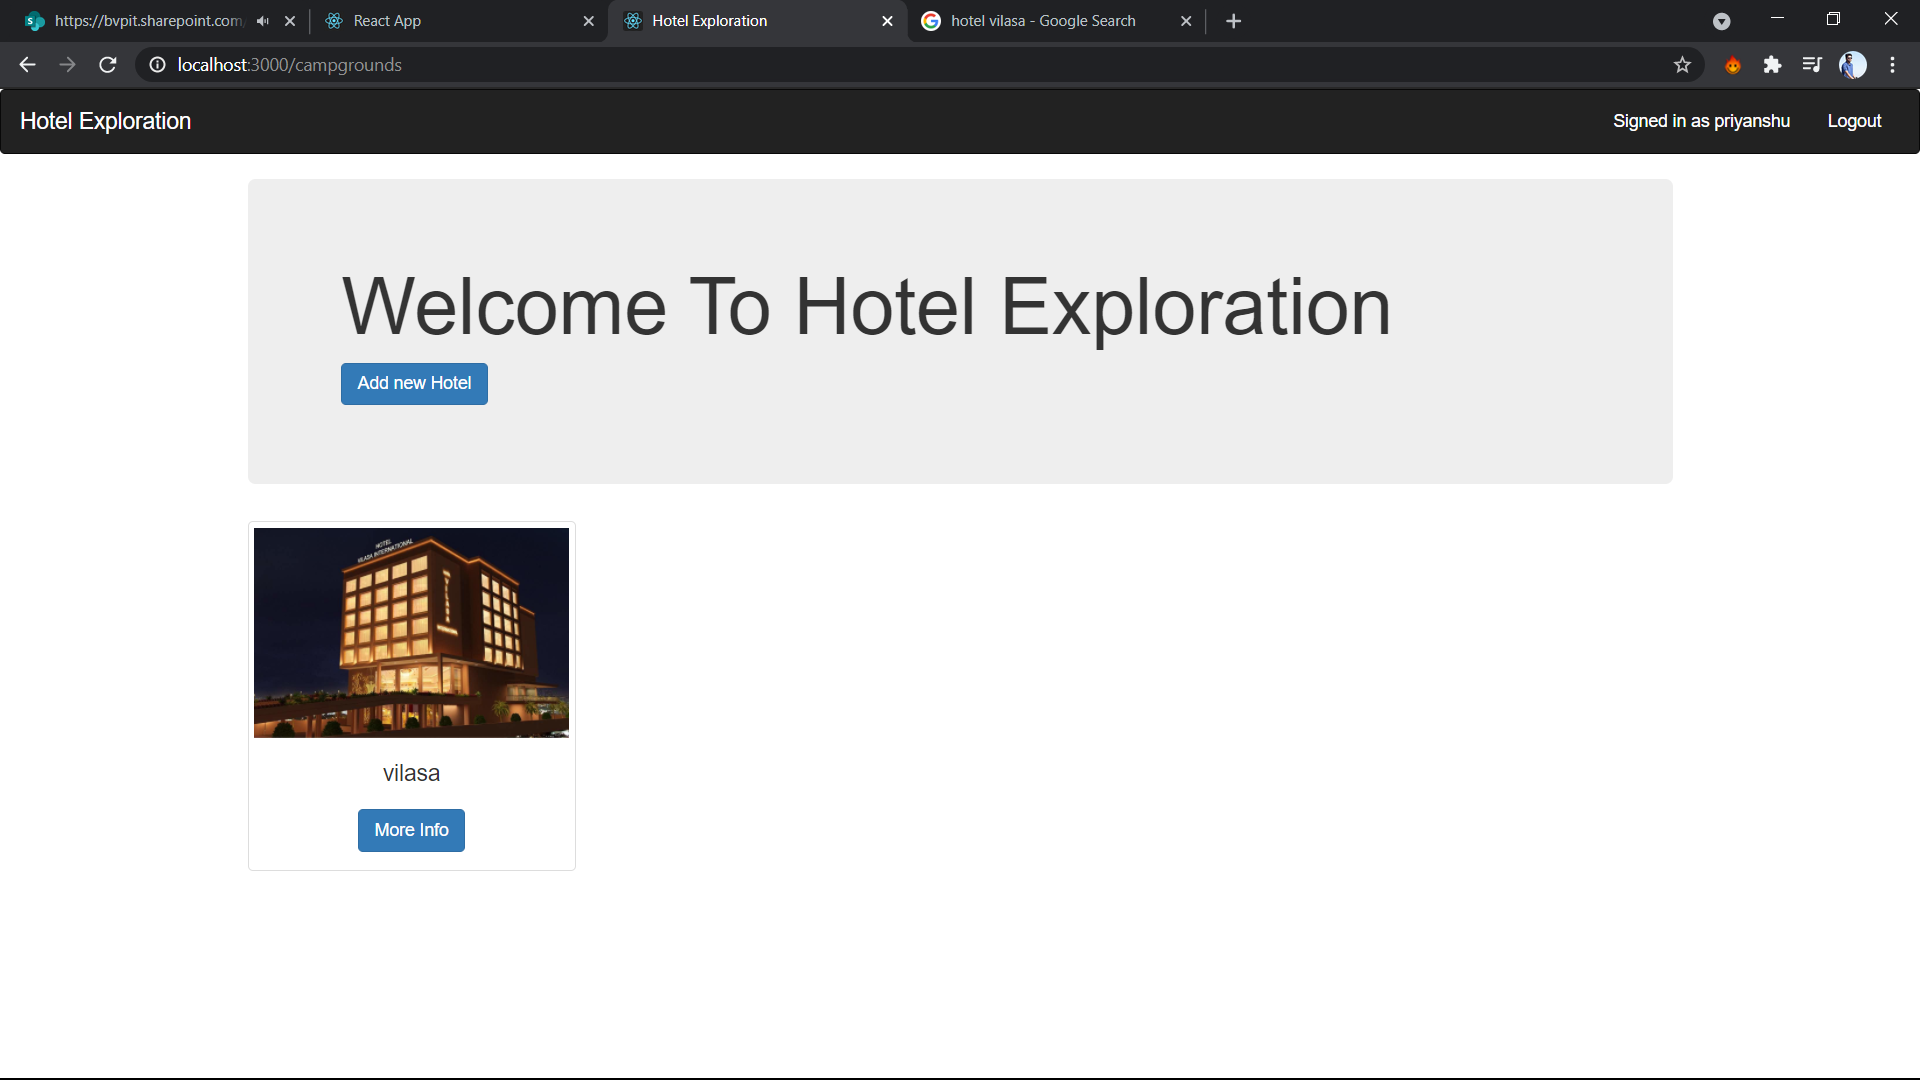 https://bvpit.sharepoint.com/
React App
Hotel Exploration
hotel vilasa - Google Search
localhost:3000/campgrounds
Hotel Exploration
Signed in as priyanshu
Logout
Welcome To Hotel Exploration
Add new Hotel
HOTEL
VILASA INTERNATIONAL
VILASA
vilasa
More Info